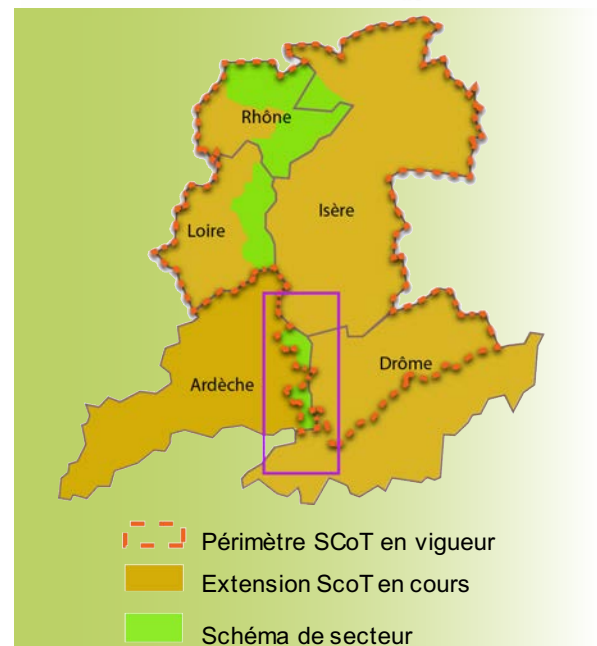 Rhône
Loire
Isère
Ardèche
Drôme
Périmètre SCoT en vigueur
Extension ScoT en cours
Schéma de secteur